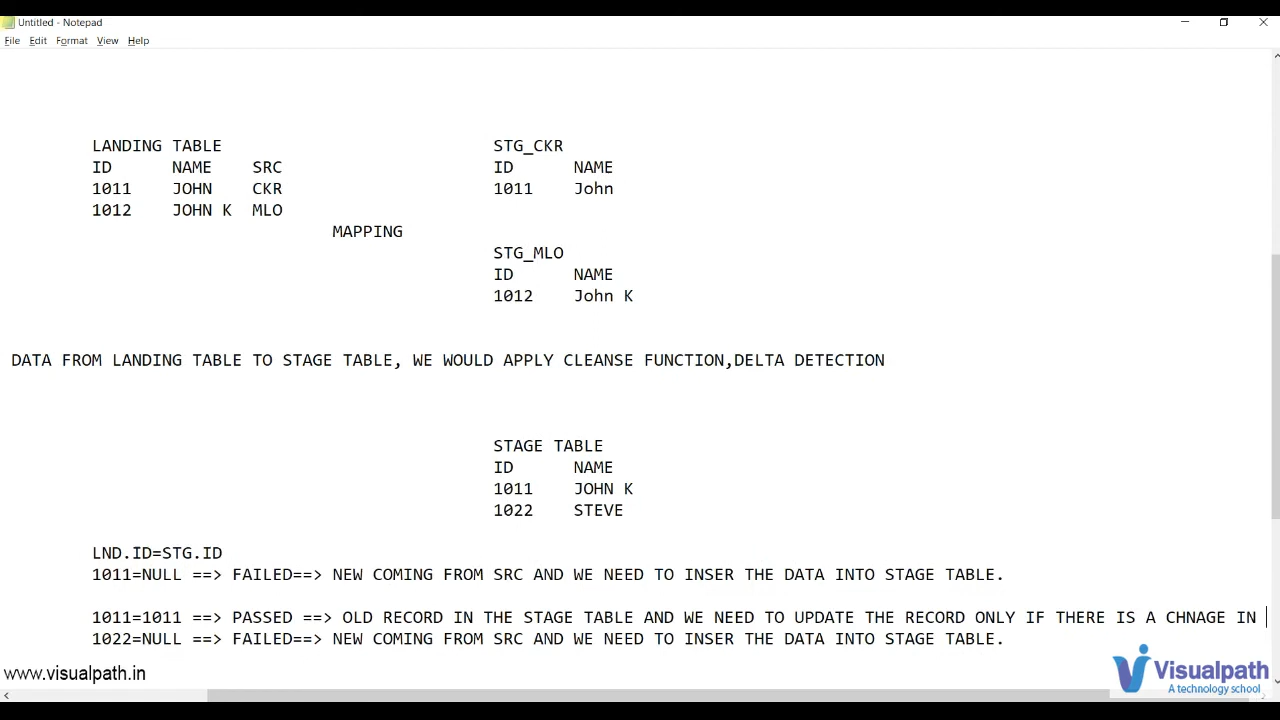 Untitled - Notepad
File Edit Format View Help
LANDING TABLE STG_CKR
ID NAME SRC ID NAME
1011 JOHN CKR 1011 John
1012 JOHN K MLO
MAPPING
STG_MLO
ID NAME
1012 John K
DATA FROM LANDING TABLE TO STAGE TABLE, WE WOULD APPLY CLEANSE FUNCTION,DELTA DETECTION
STAGE TABLE
ID NAME
1011 JOHN K
1022 STEVE
LND.ID=STG.ID
1011=NULL ==> FAILED==> NEW COMING FROM SRC AND WE NEED TO INSER THE DATA INTO STAGE TABLE.
1011=1011 ==> PASSED ==> OLD RECORD IN THE STAGE TABLE AND WE NEED TO UPDATE THE RECORD ONLY IF THERE IS A CHNAGE IN
1022=NULL ==> FAILED==> NEW COMING FROM SRC AND WE NEED TO INSER THE DATA INTO STAGE TABLE.
www.visualpath.in
Visualpath
A technology school